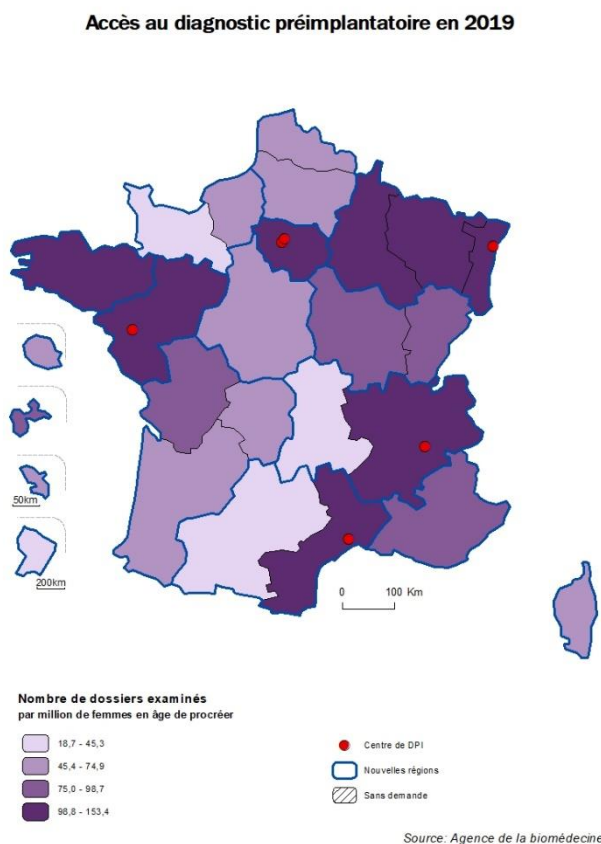 Accès au diagnostic préimplantatoire en 2019
50km
200km
0 100 Km
Nombre de dossiers examinés
par million de femmes en âge de procréer
18,7 - 45,3
45,4 - 74,9
75,0 - 98,7
98,8 - 153,4
Centre de DPI
Nouvelles régions
Sans demande
Source: Agence de la biomédecine